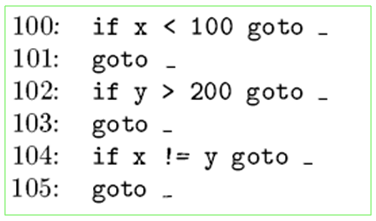 100: if x < 100 goto _
101: goto _
102: if y > 200 goto _
103: goto _
104: if x != y goto _
105: goto _